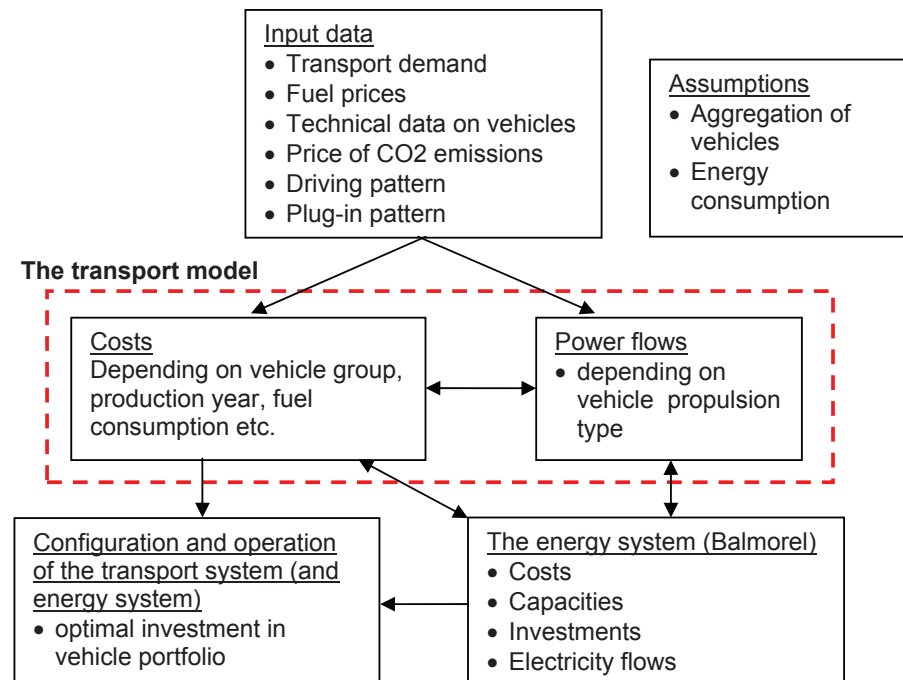 Input data
• Transport demand
• Fuel prices
• Technical data on vehicles
• Price of CO2 emissions
• Driving pattern
• Plug-in pattern
Assumptions
• Aggregation of
vehicles
• Energy
consumption
The transport model
Costs
Depending on vehicle group,
production year, fuel
consumption etc.
Power flows
• depending on
vehicle propulsion
type
Configuration and operation
of the transport system (and
energy system)
• optimal investment in
vehicle portfolio
The energy system (Balmorel)
• Costs
• Capacities
• Investments
• Electricity flows